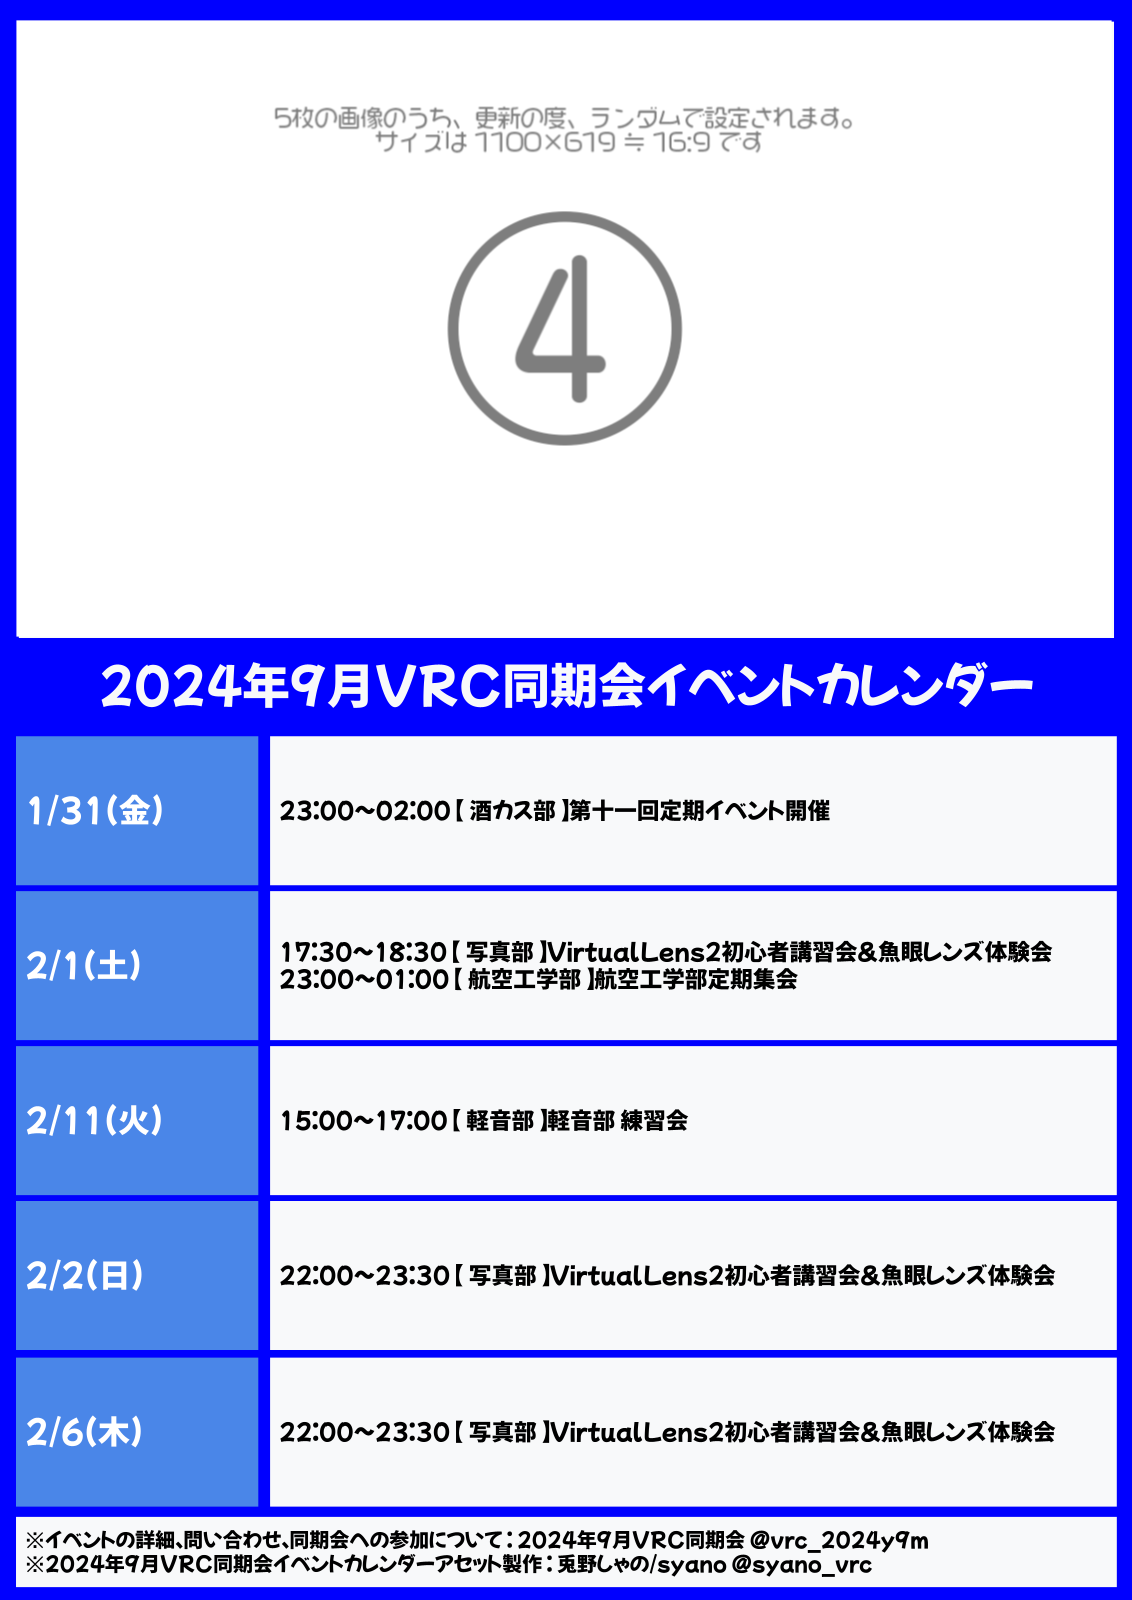 5枚の画像のうち、更新の度、ランダムで設定されます。
サイズは 1100×619 ≒ 16:9 です
4
2024年9月VRC同期会イベントカレンダー
1/31(金)
23:00～02:00【 酒カス部 】第十一回定期イベント開催
2/1(土)
17:30～18:30【 写真部 】VirtualLens2初心者講習会&魚眼レンズ体験会
23:00～01:00【 航空工学部 】航空工学部定期集会
2/11(火)
15:00～17:00【 軽音部 】軽音部 練習会
2/2(日)
22:00～23:30【 写真部 】VirtualLens2初心者講習会&魚眼レンズ体験会
2/6(木)
22:00～23:30【 写真部 】VirtualLens2初心者講習会&魚眼レンズ体験会
※イベントの詳細、問い合わせ、同期会への参加について：2024年9月VRC同期会 @vrc_2024y9m
※2024年9月VRC同期会イベントカレンダーアセット製作：兎野しゃの/syano @syano_vrc